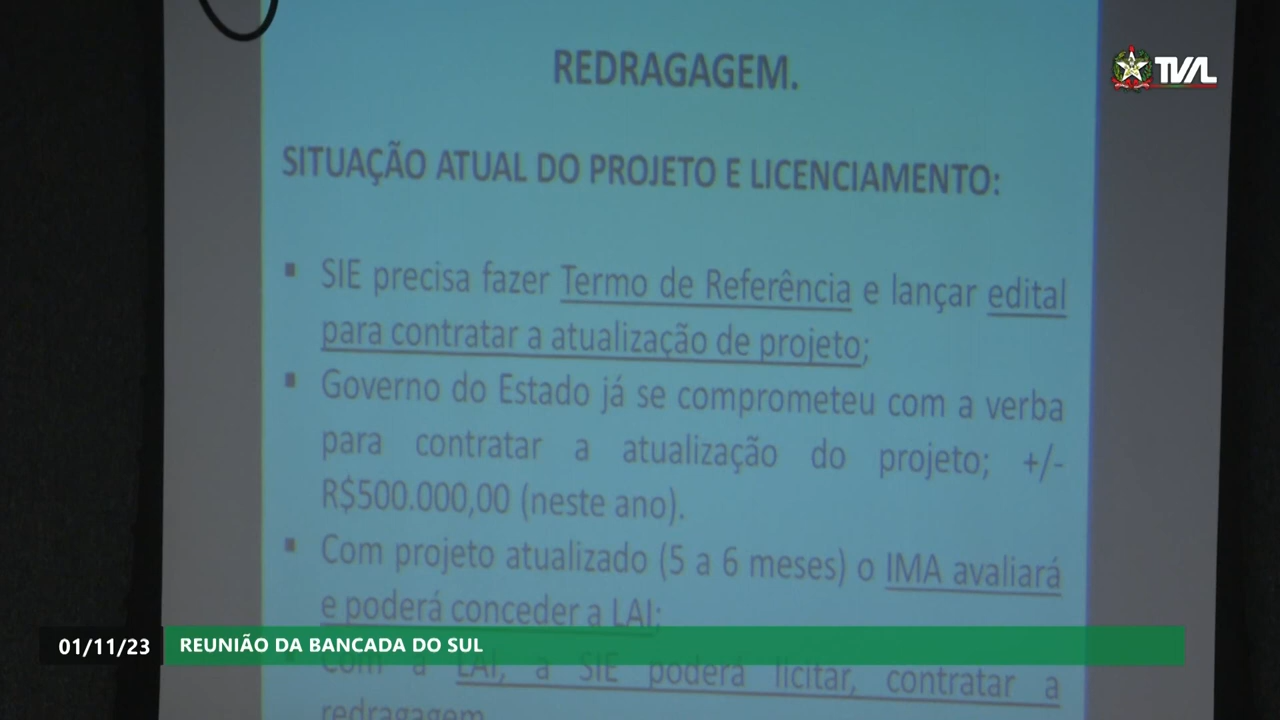 REDRAGAGEM.
TVAL
SITUAÇÃO ATUAL DO PROJETO E LICENCIAMENTO:
▪ SIE precisa fazer Termo de Referência e lançar edital
para contratar a atualização de projeto;
▪ Governo do Estado já se comprometeu com a verba
para contratar a atualização do projeto; +/-
R$500.000,00 (neste ano).
▪ Com projeto atualizado (5 a 6 meses) o IMA avaliará
e poderá conceder a LAI;
01/11/23 REUNIÃO DA BANCADA DO SUL
Com a LAI, a SIE poderá licitar, contratar a
redragagem